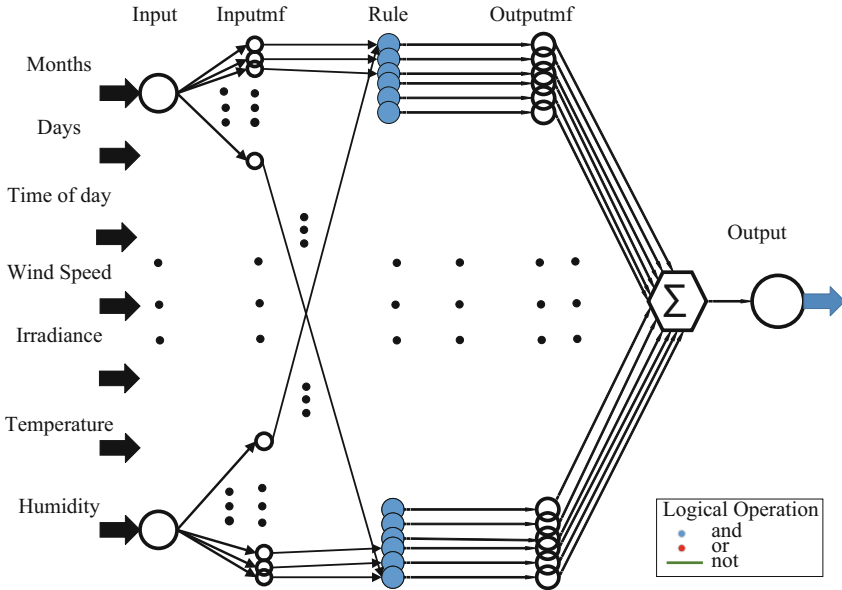 Input
Inputmf
Rule
Outputmf
Months
Days
Time of day
Wind Speed
Irradiance
Temperature
Humidity
Σ
Output
Logical Operation
and
or
not